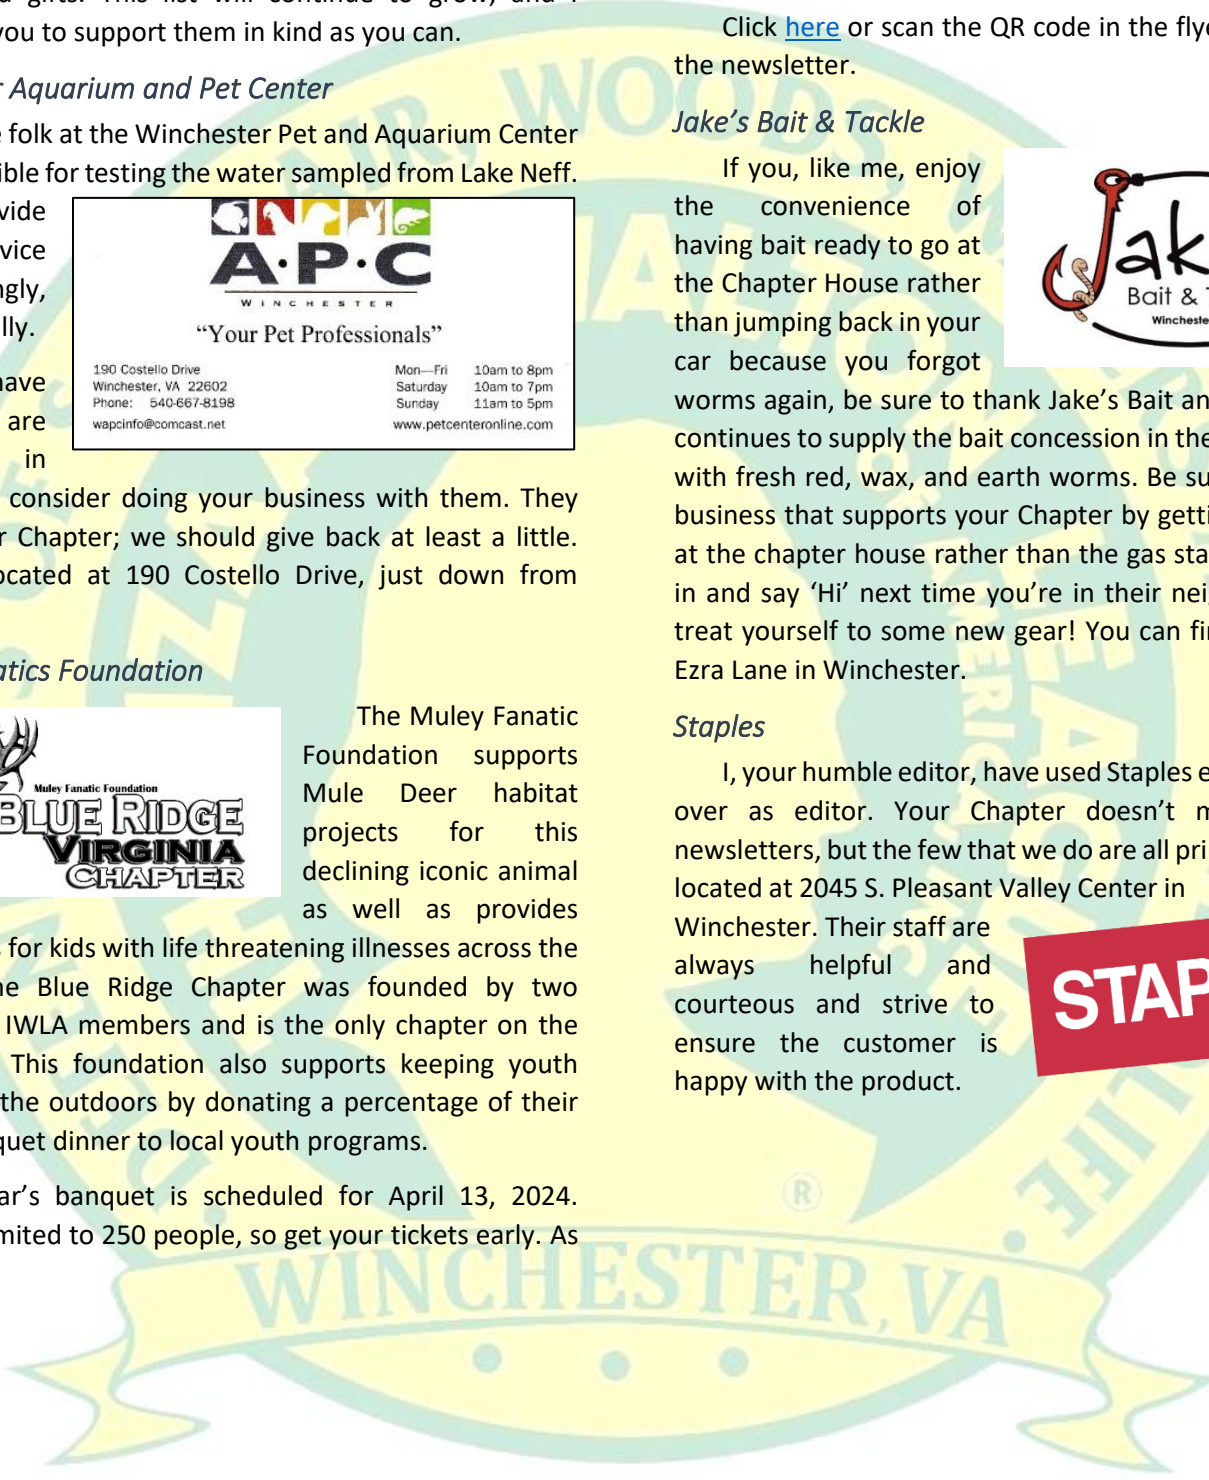 gifts. This list will continue to grow, and I
you to support them in kind as you can.
Aquarium and Pet Center
folk at the Winchester Pet and Aquarium Center
ible for testing the water sampled from Lake Neff.
vide
vice
ngly,
lly.
have
are
in
consider doing your business with them. They
r Chapter; we should give back at least a little.
ocated at 190 Costello Drive, just down from
A·P·C
WINCHESTER
“Your Pet Professionals”
190 Costello Drive
Winchester, VA 22602
Phone: 540-667-8198
wapcinfo@comcast.net
Mon—Fri 10am to 8pm
Saturday 10am to 7pm
Sunday 11am to 5pm
www.petcenteronline.com
atics Foundation
Muley Fanatic Foundation
BLUE RIDGE
VIRGINIA
CHAPTER
The Muley Fanatic
Foundation supports
Mule Deer habitat
projects for this
declining iconic animal
as well as provides
s for kids with life threatening illnesses across the
he Blue Ridge Chapter was founded by two
IWLA members and is the only chapter on the
This foundation also supports keeping youth
the outdoors by donating a percentage of their
quet dinner to local youth programs.
ar’s banquet is scheduled for April 13, 2024.
mited to 250 people, so get your tickets early. As
Click here or scan the QR code in the flye
the newsletter.
Jake’s Bait & Tackle
If you, like me, enjoy
the convenience of
having bait ready to go at
the Chapter House rather
than jumping back in your
car because you forgot
worms again, be sure to thank Jake’s Bait an
continues to supply the bait concession in the
with fresh red, wax, and earth worms. Be su
business that supports your Chapter by getti
at the chapter house rather than the gas sta
in and say ‘Hi’ next time you’re in their nei
treat yourself to some new gear! You can fi
Ezra Lane in Winchester.
Jak
Bait & T
Wincheste
Staples
I, your humble editor, have used Staples e
over as editor. Your Chapter doesn’t m
newsletters, but the few that we do are all pri
located at 2045 S. Pleasant Valley Center in
Winchester. Their staff are
always helpful and
courteous and strive to
ensure the customer is
happy with the product.
STAP
WINCHESTER, VA
®